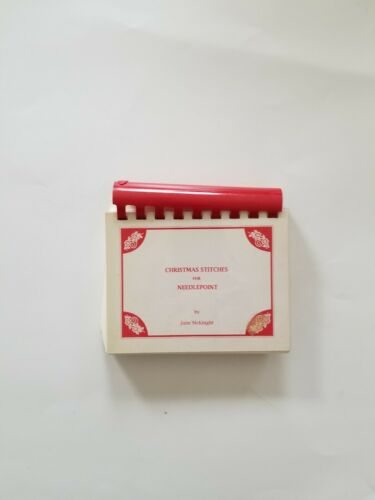 CHRISTMAS STITCHES
FOR
NEEDLEPOINT
by
Jane McKnight